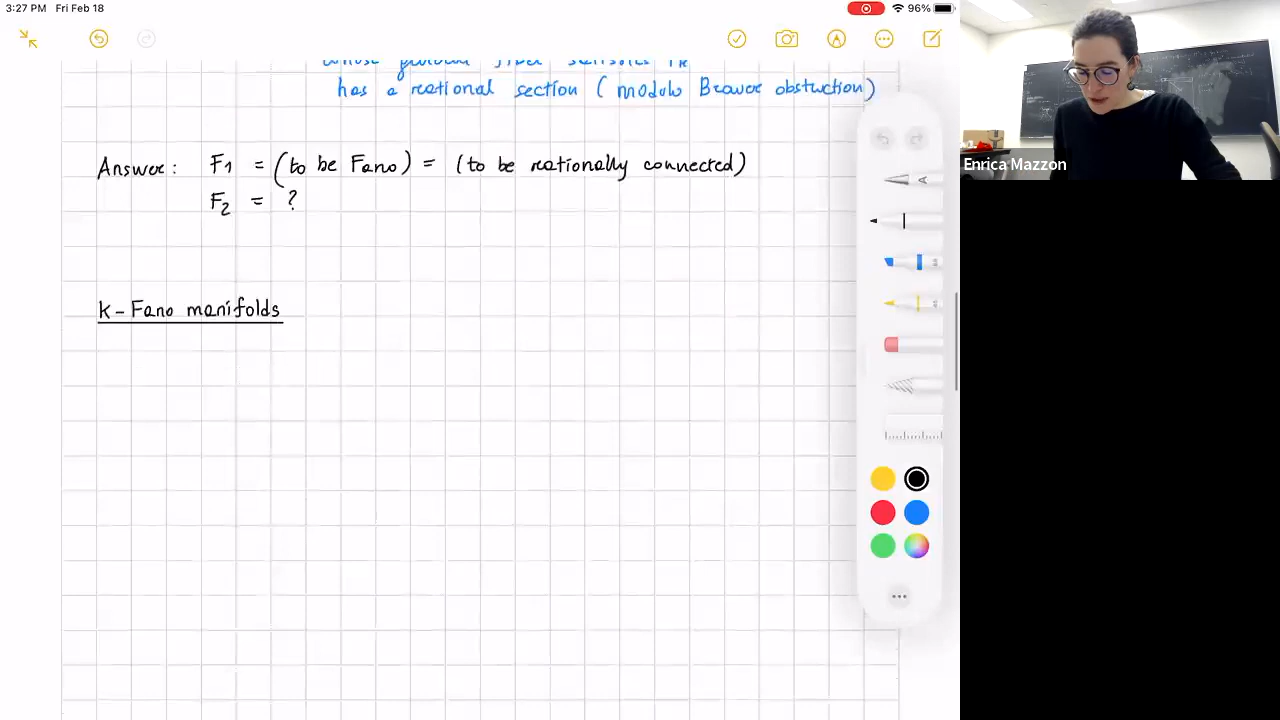 3:27 PM Fri Feb 18
96%
has a rational section (modulo Brauer obstruction)
Answer: F1 = (to be Fano) = (to be rationally connected)
F2 = ?
K-Fano manifolds
Enrica Mazzon